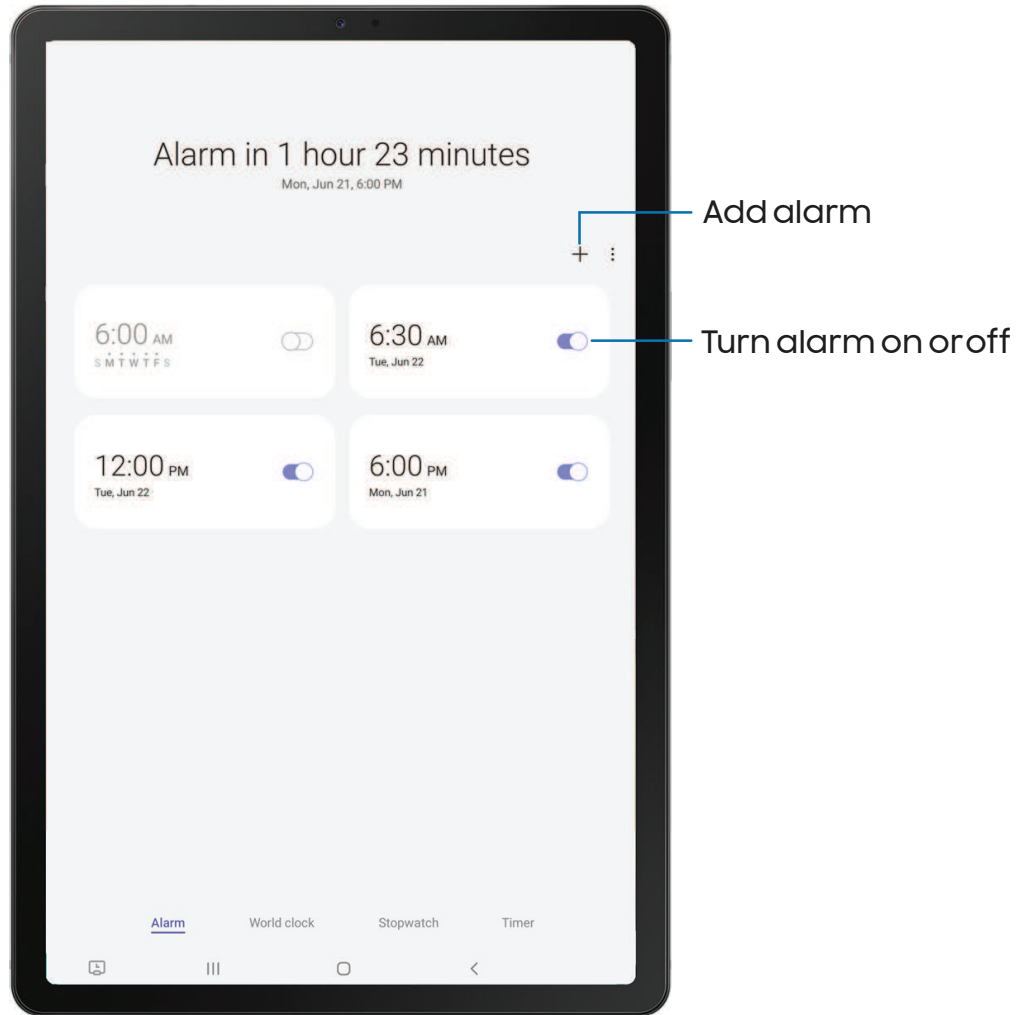 Alarm in 1 hour 23 minutes
Mon, Jun 21, 6:00 PM
Add alarm
6:00 AM
S M T W T F S
6:30 AM
Tue, Jun 22
Turn alarm on or off
12:00 PM
Tue, Jun 22
6:00 PM
Mon, Jun 21
Alarm World clock Stopwatch Timer